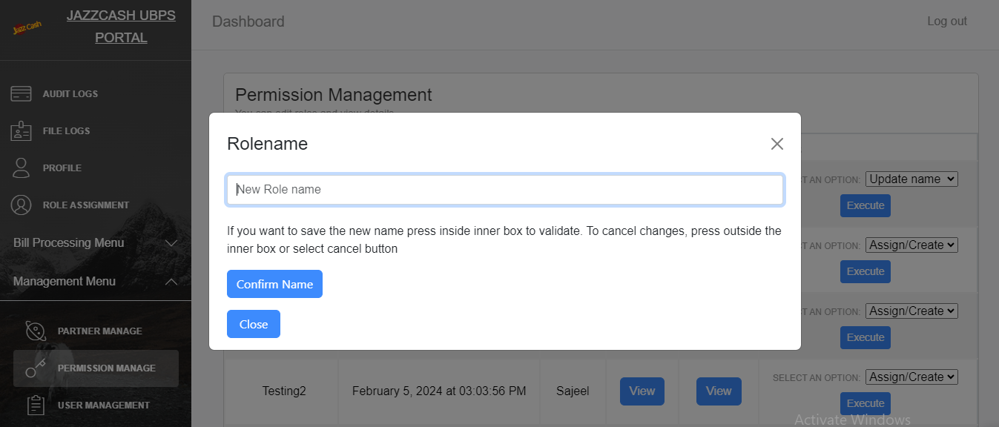 Jazz Cash
JAZZCASH UBPS
PORTAL
Dashboard
Log out
AUDIT LOGS
FILE LOGS
PROFILE
ROLE ASSIGNMENT
Bill Processing Menu
Management Menu
PARTNER MANAGE
PERMISSION MANAGE
USER MANAGEMENT
Permission Management
You can edit roles and view details
Rolename
New Role name
If you want to save the new name press inside inner box to validate. To cancel changes, press outside the
inner box or select cancel button
Confirm Name
Close
CT AN OPTION: Update name
Execute
CT AN OPTION: Assign/Create
Execute
CT AN OPTION: Assign/Create
Execute
Testing2 February 5, 2024 at 03:03:56 PM Sajeel View View SELECT AN OPTION: Assign/Create
Execute
Activate Windows